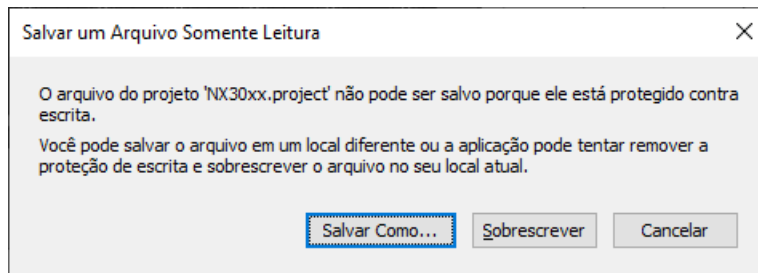 Salvar um Arquivo Somente Leitura
O arquivo do projeto 'NX30xx.project' não pode ser salvo porque ele está protegido contra
escrita.
Você pode salvar o arquivo em um local diferente ou a aplicação pode tentar remover a
proteção de escrita e sobrescrever o arquivo no seu local atual.
Salvar Como... Sobrescrever Cancelar